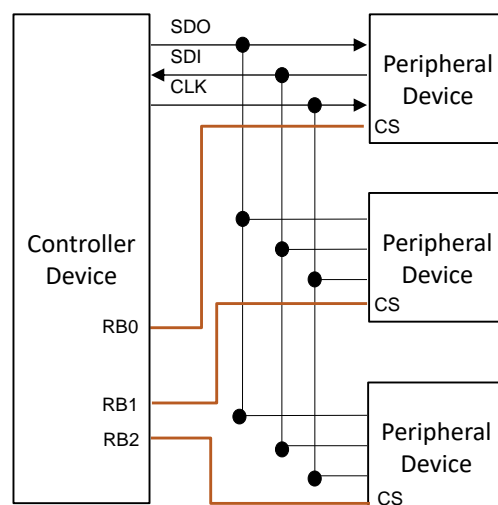 SDO
SDI
CLK
Peripheral
Device
CS
Controller
Device
Peripheral
Device
CS
RB0
RB1
RB2
Peripheral
Device
CS